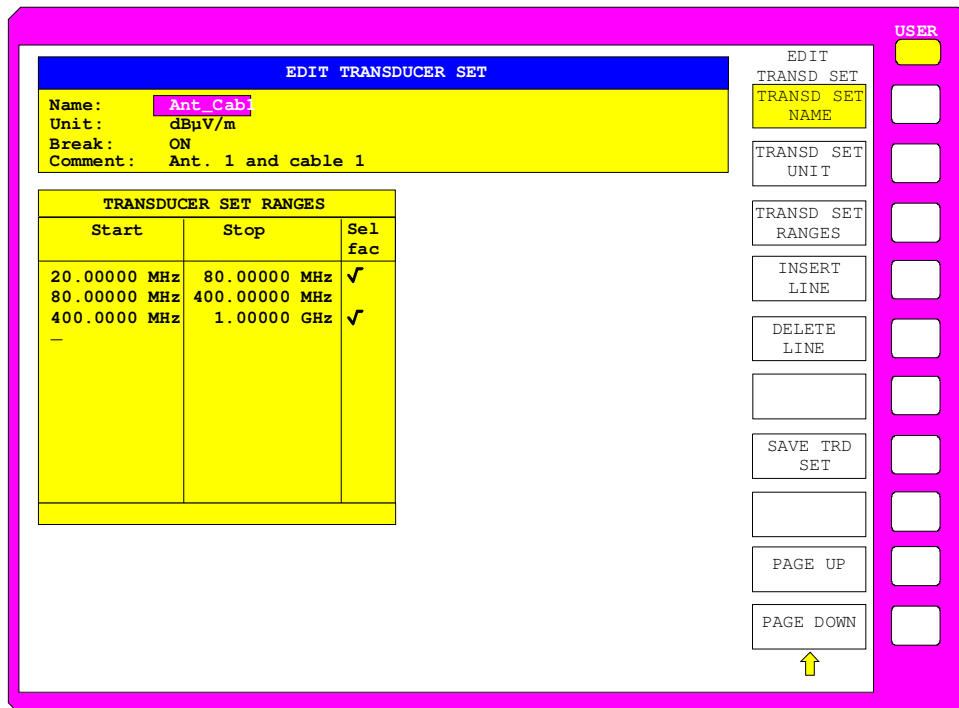 USER
EDIT TRANSDUCER SET
Name: Ant_Cab1
Unit: dBµV/m
Break: ON
Comment: Ant. 1 and cable 1
TRANSDUCER SET RANGES
Start Stop Sel
fac
20.00000 MHz 80.00000 MHz √
80.00000 MHz 400.00000 MHz
400.0000 MHz 1.00000 GHz √
_
EDIT
TRANSD SET
TRANSD SET
NAME
TRANSD SET
UNIT
TRANSD SET
RANGES
INSERT
LINE
DELETE
LINE
SAVE TRD
SET
PAGE UP
PAGE DOWN